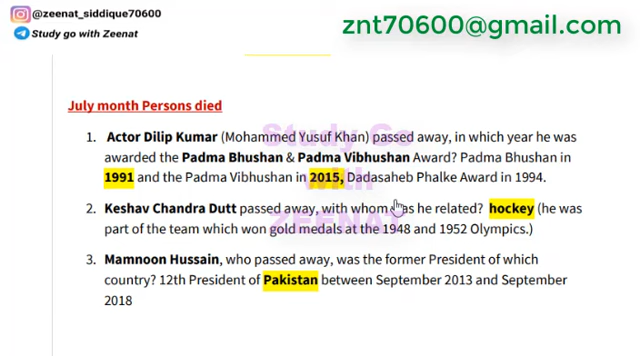 @zeenat_siddique70600
Study go with Zeenat
znt70600@gmail.com
July month Persons died
1. Actor Dilip Kumar (Mohammed Yusuf Khan) passed away, in which year he was
awarded the Padma Bhushan & Padma Vibhushan Award? Padma Bhushan in
1991 and the Padma Vibhushan in 2015, Dadasaheb Phalke Award in 1994.
2. Keshav Chandra Dutt passed away, with whom was he related? hockey (he was
part of the team which won gold medals at the 1948 and 1952 Olympics.)
3. Mamnoon Hussain, who passed away, was the former President of which
country? 12th President of Pakistan between September 2013 and September
2018
Study Go
with
ZEENAT